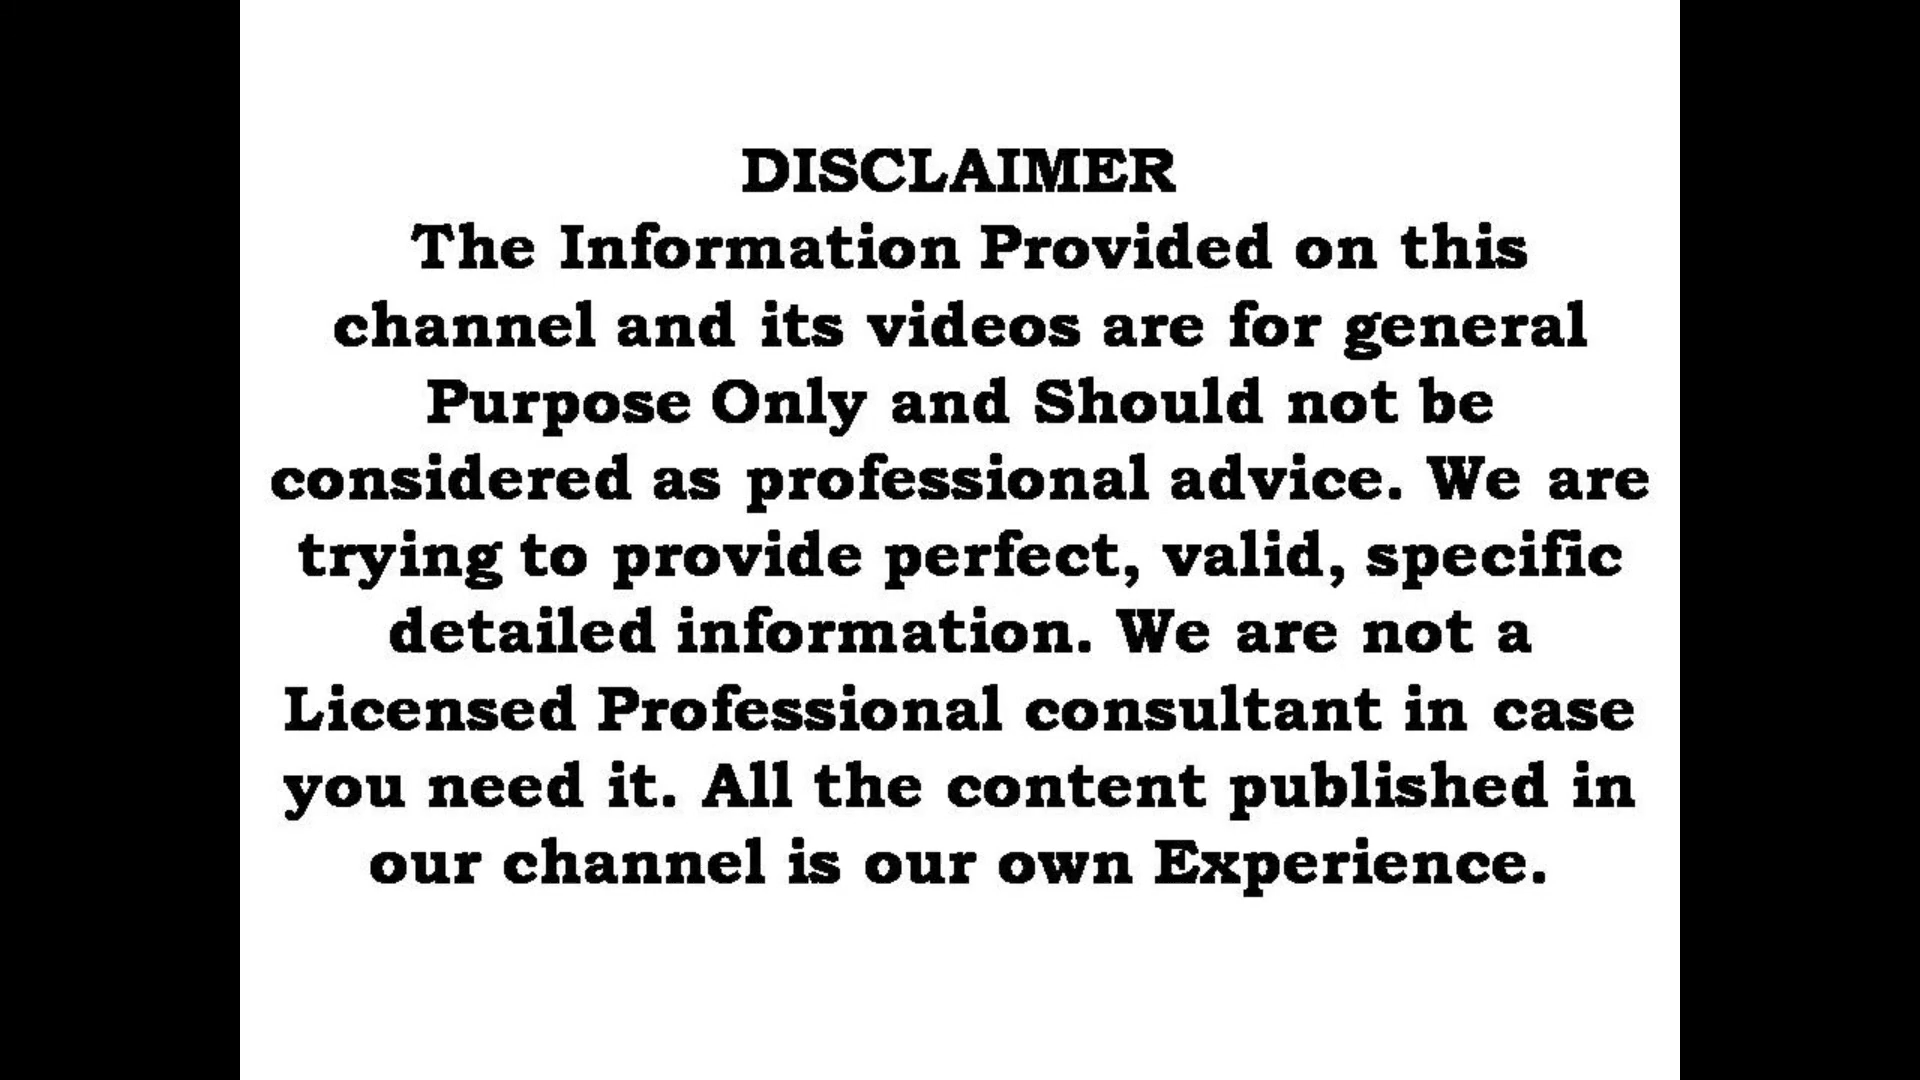 DISCLAIMER
The Information Provided on this
channel and its videos are for general
Purpose Only and Should not be
considered as professional advice. We are
trying to provide perfect, valid, specific
detailed information. We are not a
Licensed Professional consultant in case
you need it. All the content published in
our channel is our own Experience.